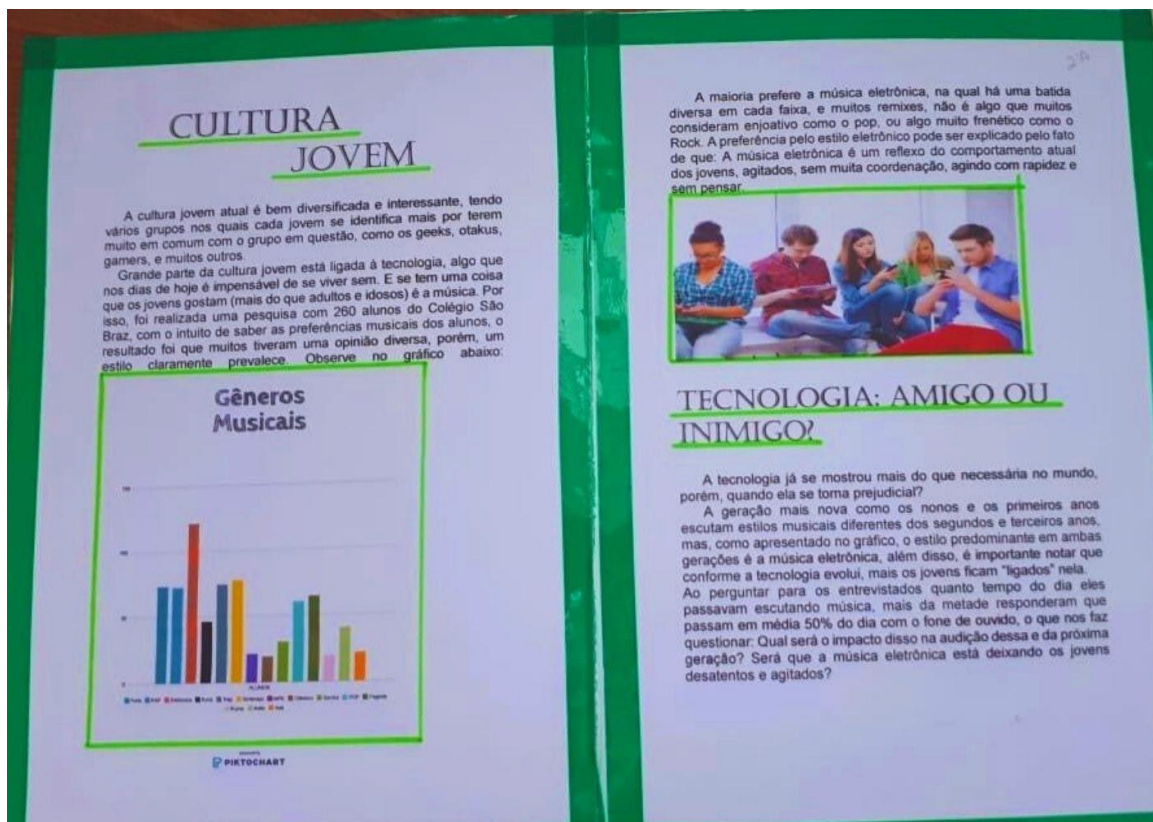 CULTURA
JOVEM
A cultura jovem atual é bem diversificada e interessante, tendo
vários grupos nos quais cada jovem se identifica mais por terem
muito em comum com o grupo em questão, como os geeks, otakus,
gamers, e muitos outros.
Grande parte da cultura jovem está ligada à tecnologia, algo que
nos dias de hoje é impensável de se viver sem. E se tem uma coisa
que os jovens gostam (mais do que adultos e idosos) é a música. Por
isso, foi realizada uma pesquisa com 260 alunos do Colégio São
Braz, com o intuito de saber as preferências musicais dos alunos, o
resultado foi que muitos tiveram uma opinião diversa, porém, um
estilo claramente prevalece. Observe no gráfico abaixo:
Gêneros
Musicais
PIKTOCHART
A maioria prefere a música eletrônica, na qual há uma batida
diversa em cada faixa, e muitos remixes, não é algo que muitos
consideram enjoativo como o pop, ou algo muito frenético como o
Rock. A preferência pelo estilo eletrônico pode ser explicado pelo fato
de que: A música eletrônica é um reflexo do comportamento atual
dos jovens, agitados, sem muita coordenação, agindo com rapidez e
sem pensar.
TECNOLOGIA: AMIGO OU
INIMIGO?
A tecnologia já se mostrou mais do que necessária no mundo,
porém, quando ela se torna prejudicial?
A geração mais nova como os nonos e os primeiros anos
escutam estilos musicais diferentes dos segundos e terceiros anos,
mas, como apresentado no gráfico, o estilo predominante em ambas
gerações é a música eletrônica, além disso, é importante notar que
conforme a tecnologia evolui, mais os jovens ficam "ligados" nela.
Ao perguntar para os entrevistados quanto tempo do dia eles
passavam escutando música, mais da metade responderam que
passam em média 50% do dia com o fone de ouvido, o que nos faz
questionar: Qual será o impacto disso na audição dessa e da próxima
geração? Será que a música eletrônica está deixando os jovens
desatentos e agitados?